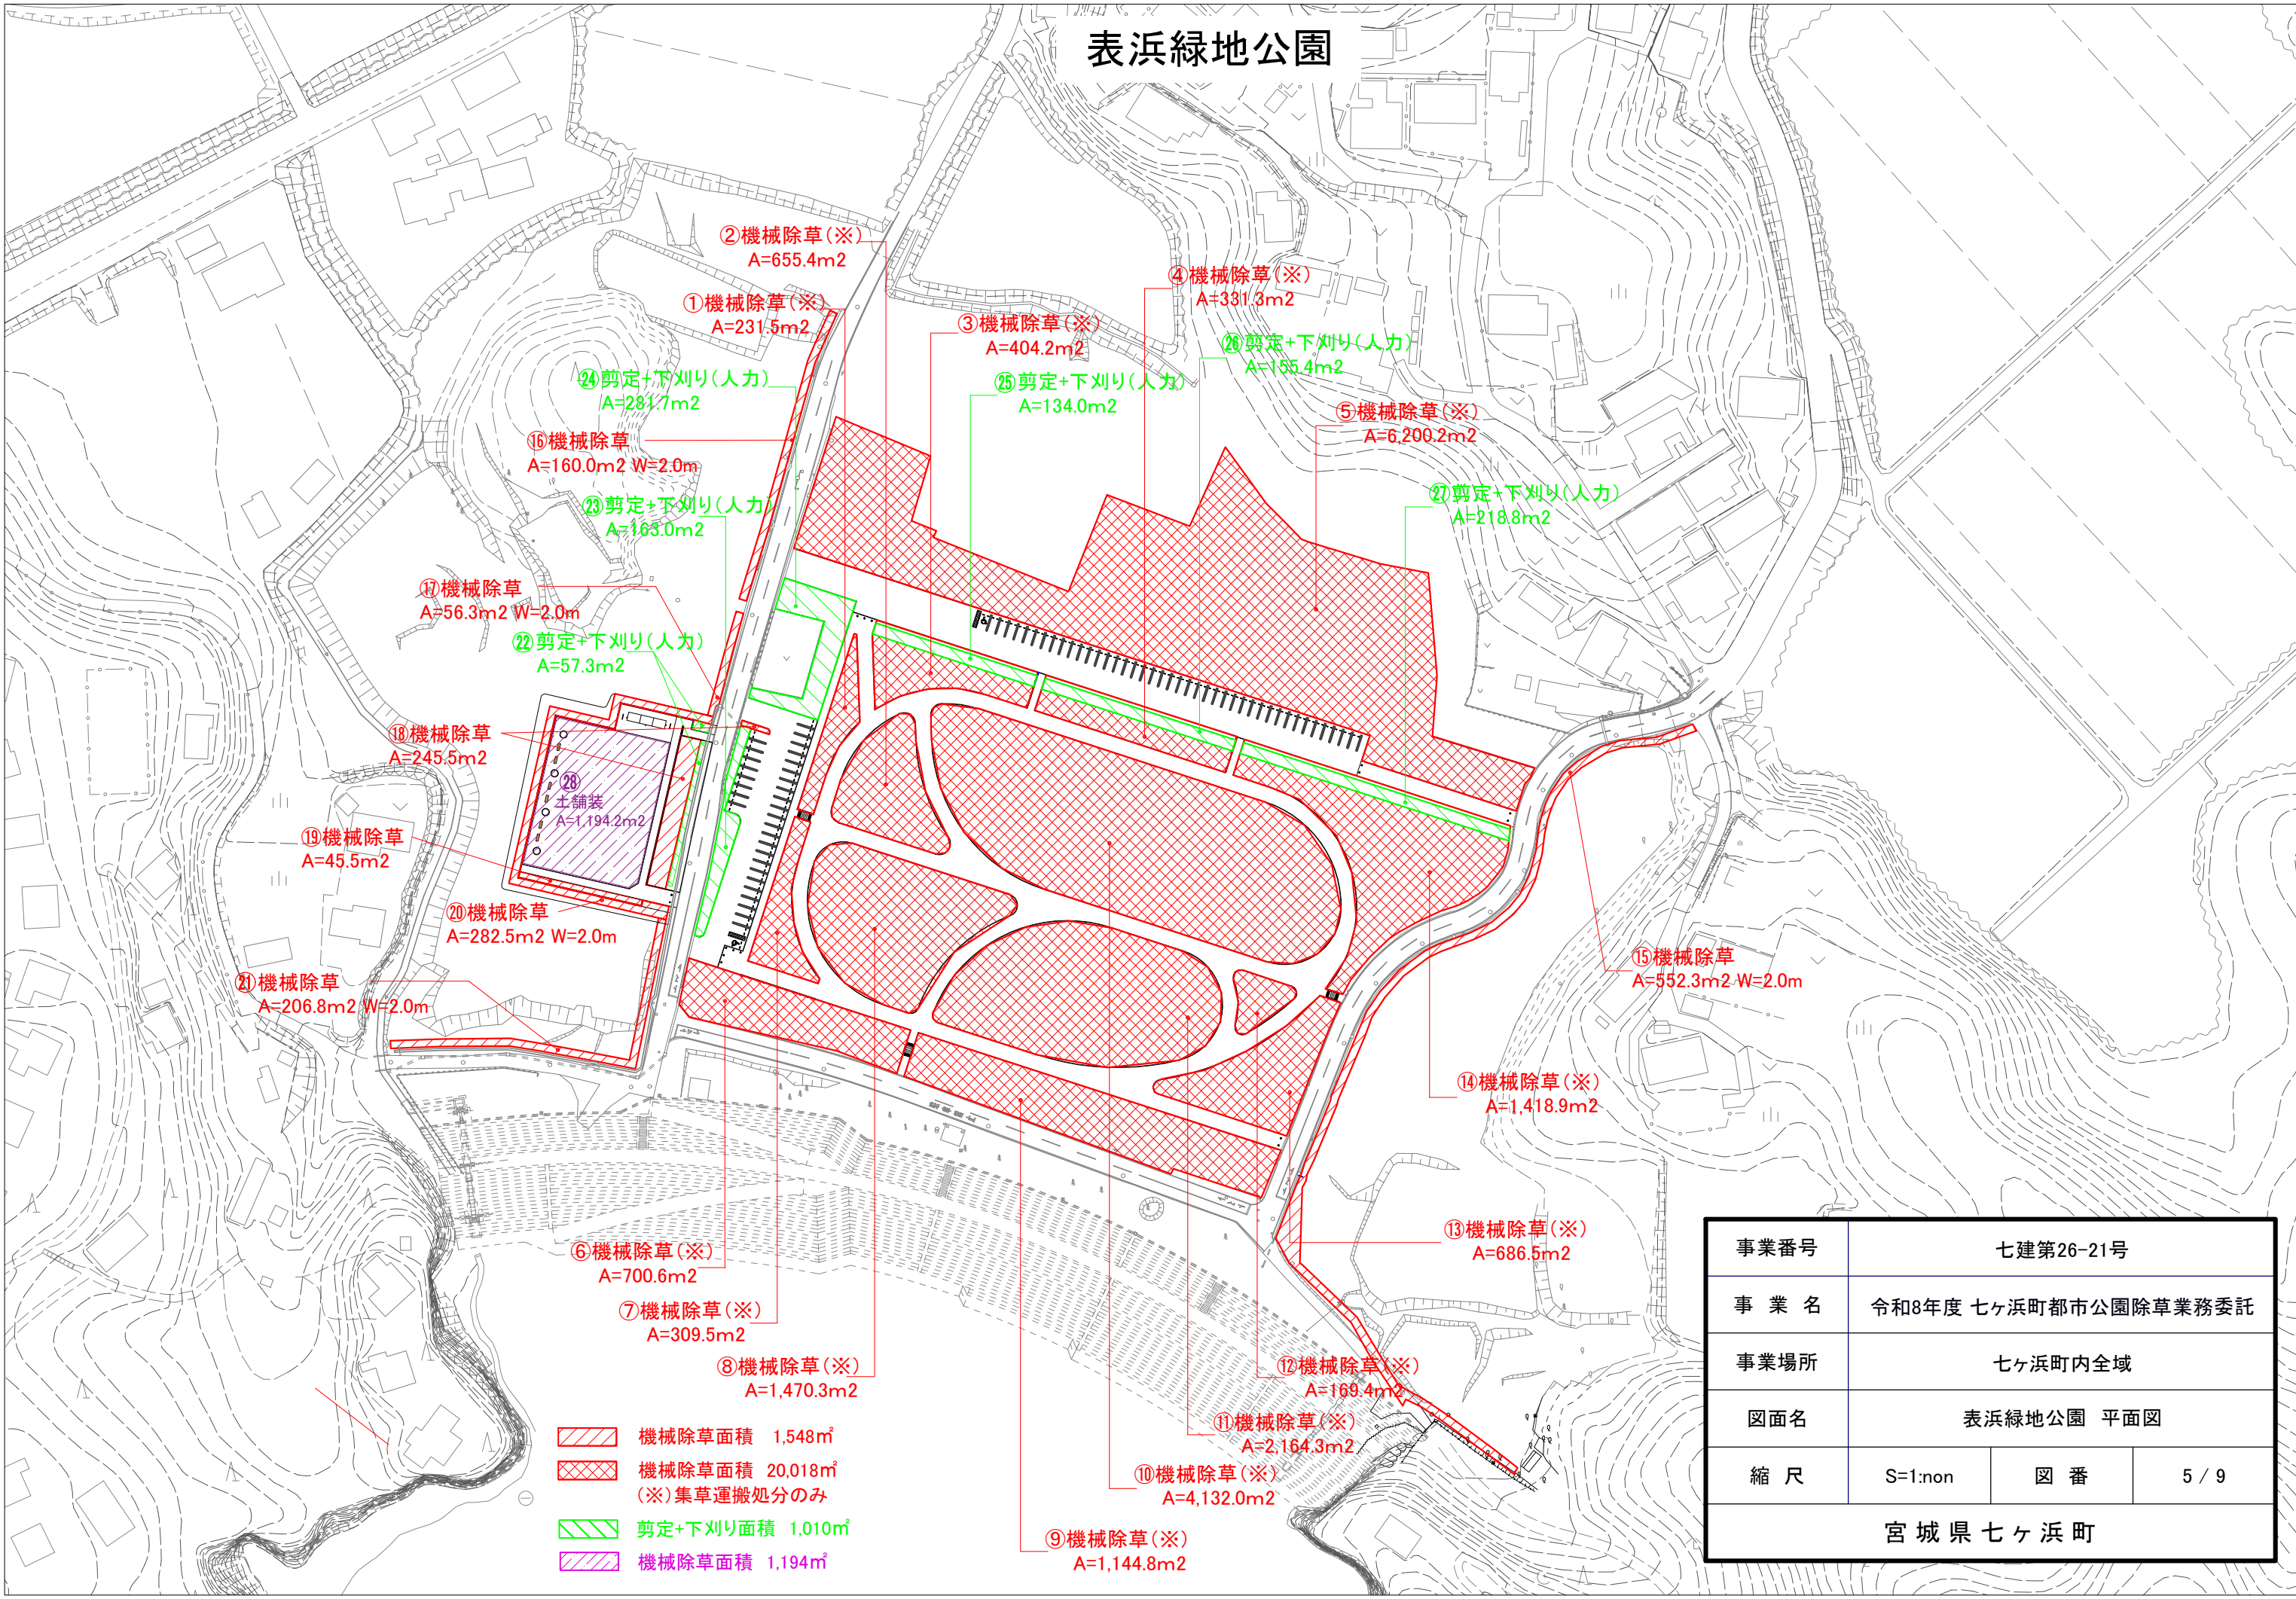 表浜緑地公園
②機械除草(※)
A=655.4m2
①機械除草(※)
A=231.5m2
③機械除草(※)
A=404.2m2
④機械除草(※)
A=331.3m2
㉔剪定+下刈り(人力)
A=281.7m2
㉕剪定+下刈り(人力)
A=134.0m2
㉖剪定+下刈り(人力)
A=155.4m2
⑤機械除草(※)
A=6,200.2m2
⑯機械除草
A=160.0m2 W=2.0m
㉓剪定+下刈り(人力)
A=163.0m2
㉗剪定+下刈り(人力)
A=218.8m2
⑰機械除草
A=56.3m2 W=2.0m
㉒剪定+下刈り(人力)
A=57.3m2
⑱機械除草
A=245.5m2
㉘
土舗装
A=1,194.2m2
⑲機械除草
A=45.5m2
⑳機械除草
A=282.5m2 W=2.0m
㉑機械除草
A=206.8m2 W=2.0m
⑮機械除草
A=552.3m2 W=2.0m
⑭機械除草(※)
A=1,418.9m2
⑬機械除草(※)
A=686.5m2
⑥機械除草(※)
A=700.6m2
⑦機械除草(※)
A=309.5m2
⑧機械除草(※)
A=1,470.3m2
⑫機械除草(※)
A=169.4m2
⑪機械除草(※)
A=2,164.3m2
⑩機械除草(※)
A=4,132.0m2
⑨機械除草(※)
A=1,144.8m2
機械除草面積 1,548㎡
機械除草面積 20,018㎡
(※)集草運搬処分のみ
剪定+下刈り面積 1,010㎡
機械除草面積 1,194㎡
事業番号 七建第26-21号
事 業 名 令和8年度 七ヶ浜町都市公園除草業務委託
事業場所 七ヶ浜町内全域
図面名 表浜緑地公園 平面図
縮 尺 S=1:non 図 番 5 / 9
宮城県七ヶ浜町